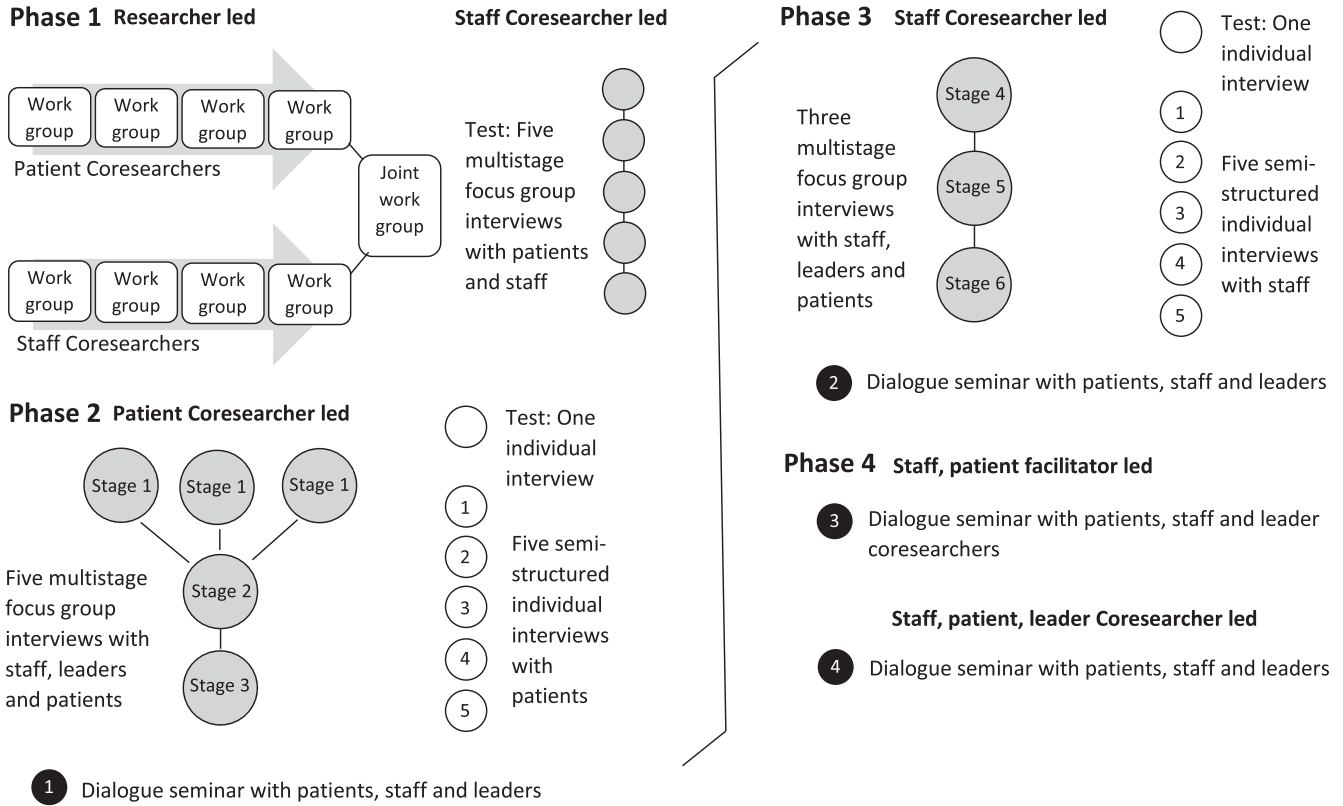 Phase 1 Researcher led
Work group
Work group
Work group
Work group
Patient Coresearchers
Joint work group
Work group
Work group
Work group
Work group
Staff Coresearchers
Staff Coresearcher led
Test: Five
multistage
focus group
interviews
with patients
and staff
Phase 2 Patient Coresearcher led
Stage 1
Stage 1
Stage 1
Stage 2
Stage 3
Five multistage
focus group
interviews with
staff, leaders
and patients
Test: One
individual
interview
1
2
3
4
5
Five semi-
structured
individual
interviews
with
patients
1 Dialogue seminar with patients, staff and leaders
Phase 3 Staff Coresearcher led
Three
multistage
focus group
interviews
with staff,
leaders and
patients
Stage 4
Stage 5
Stage 6
Test: One
individual
interview
1
2
3
4
5
Five semi-
structured
individual
interviews
with staff
2 Dialogue seminar with patients, staff and leaders
Phase 4 Staff, patient facilitator led
3 Dialogue seminar with patients, staff and leader
coresearchers
Staff, patient, leader Coresearcher led
4 Dialogue seminar with patients, staff and leaders